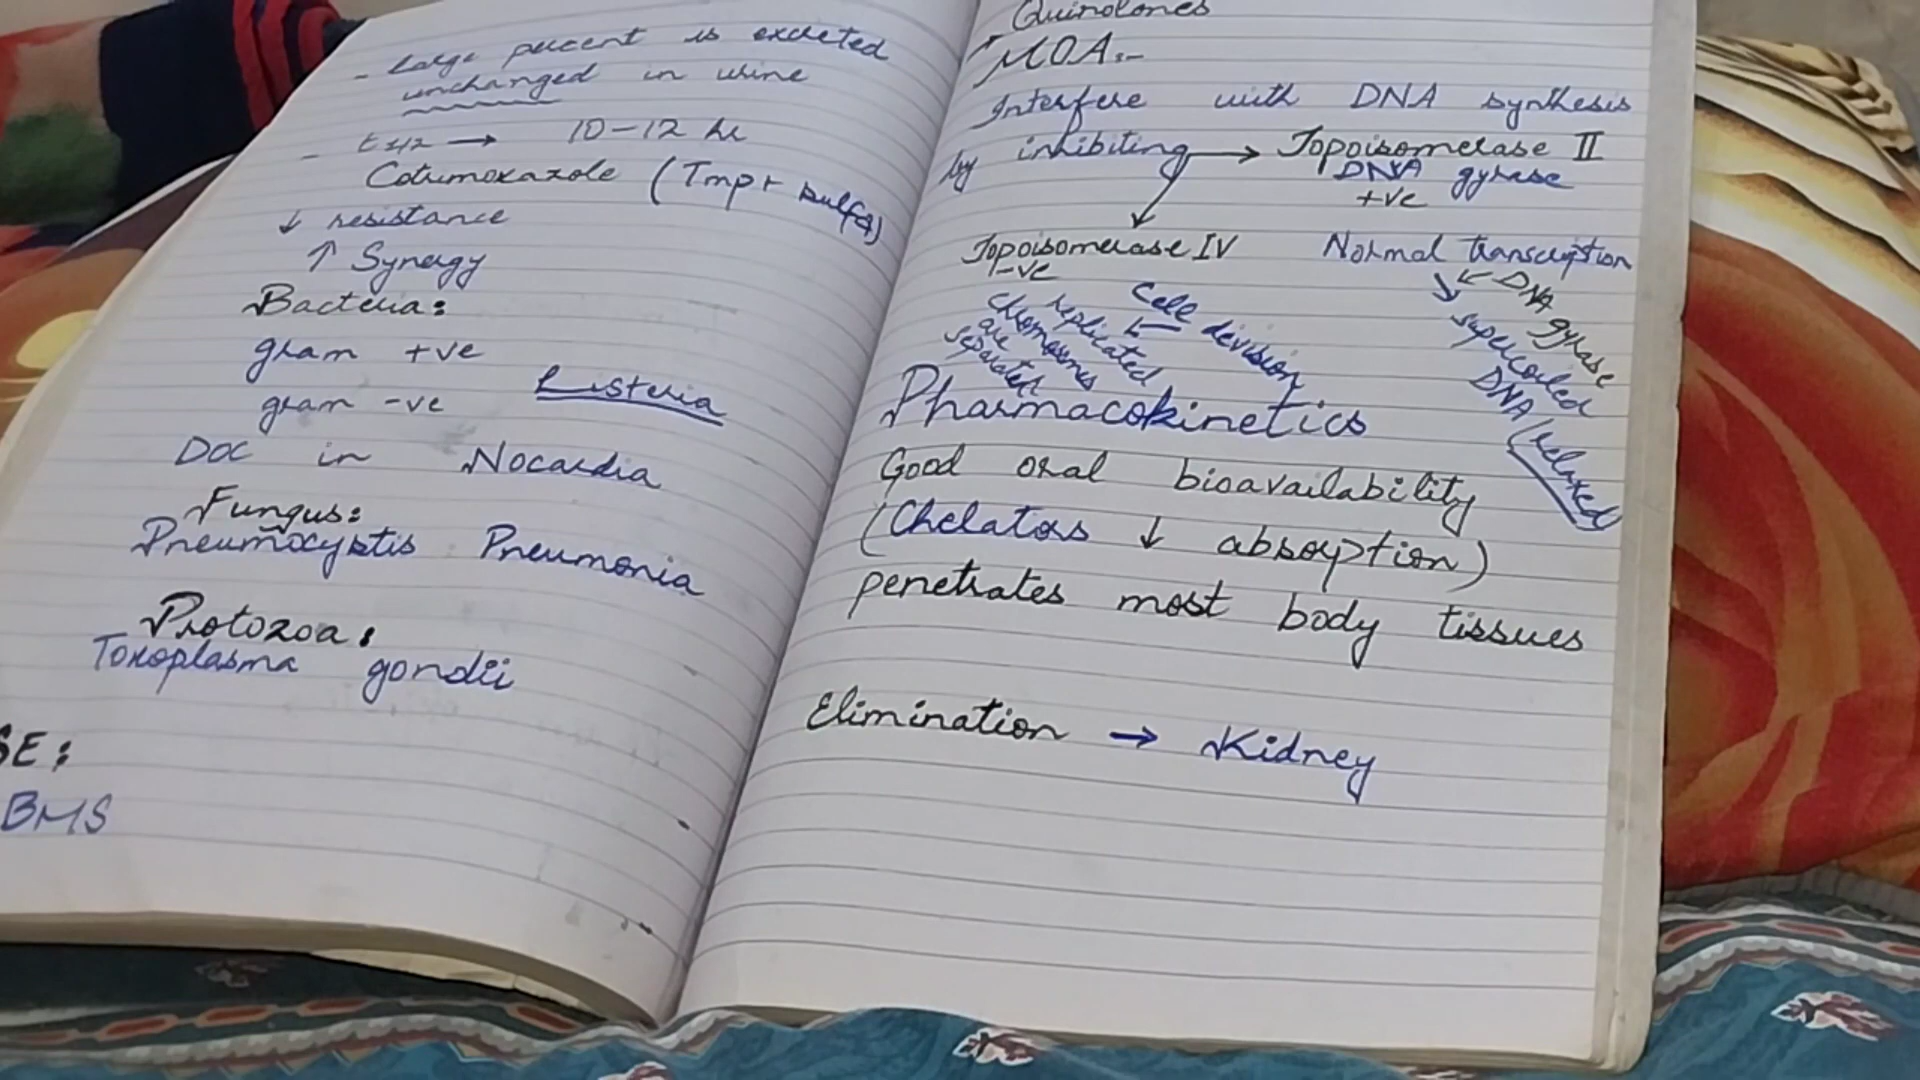 - Large percent is excreted
unchanged in urine
- t 1/2 → 10-12 hr
Cotrimoxazole (Tmp + sulfa)
↓ resistance
↑ Synergy
Bacteria:
gram +ve
gram -ve Listeria
DOC in Nocardia
Fungus:
Pneumocystis Pneumonia
Protozoa:
Toxoplasma gondii
SE:
BMS
Quinolones
MOA:-
Interfere with DNA synthesis
by inhibiting → Topoisomerase II
DNA gyrase
+ve
Topoisomerase IV
-ve
Cell division
←
replicated
chromosomes
are
separated
Normal transcription
↘ ← DNA gyrase
supercoiled
DNA (relaxed)
Pharmacokinetics
Good oral bioavailability
(Chelators ↓ absorption)
penetrates most body tissues
Elimination → Kidney